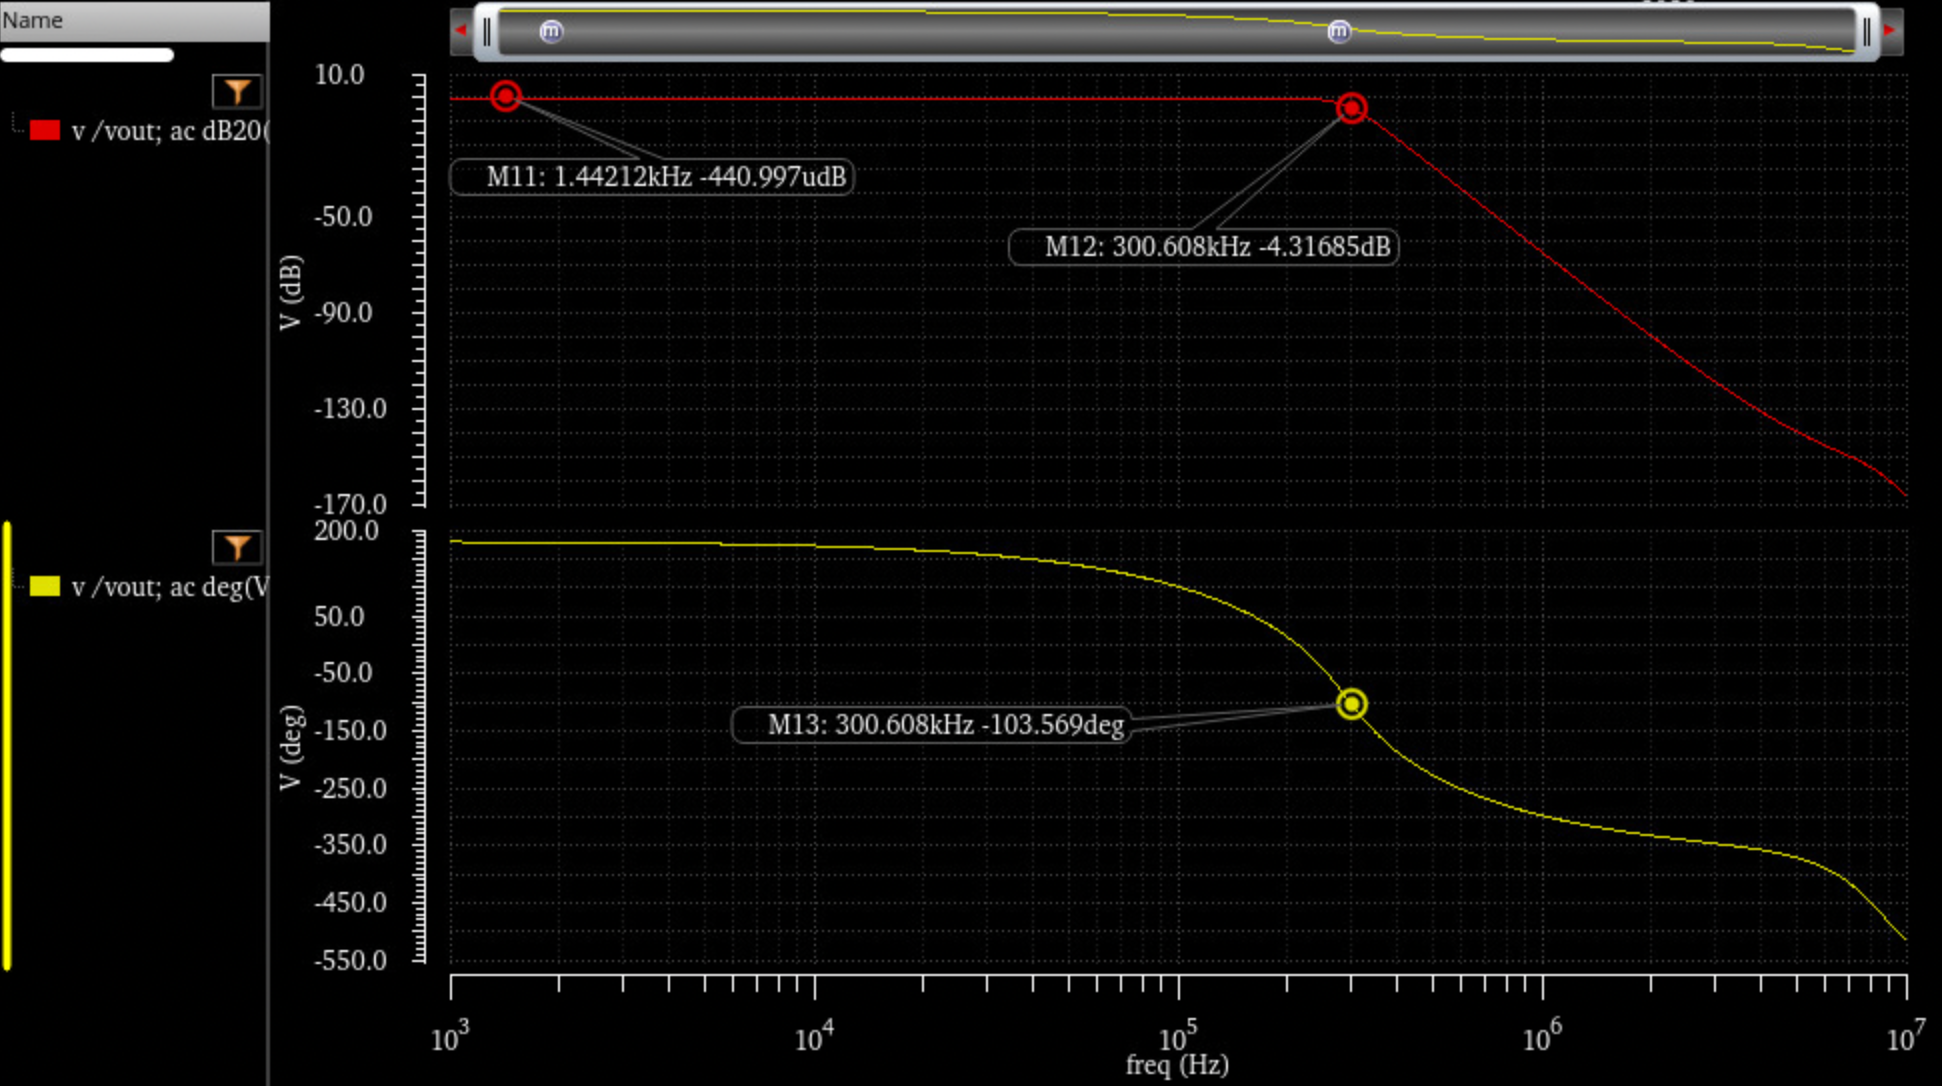 Name
m
m
v /vout; ac dB20(
v /vout; ac deg(V
10.0
-50.0
-90.0
-130.0
-170.0
V (dB)
M11: 1.44212kHz -440.997udB
M12: 300.608kHz -4.31685dB
200.0
50.0
-50.0
-150.0
-250.0
-350.0
-450.0
-550.0
V (deg)
M13: 300.608kHz -103.569deg
10³ 10⁴ 10⁵ 10⁶ 10⁷
freq (Hz)